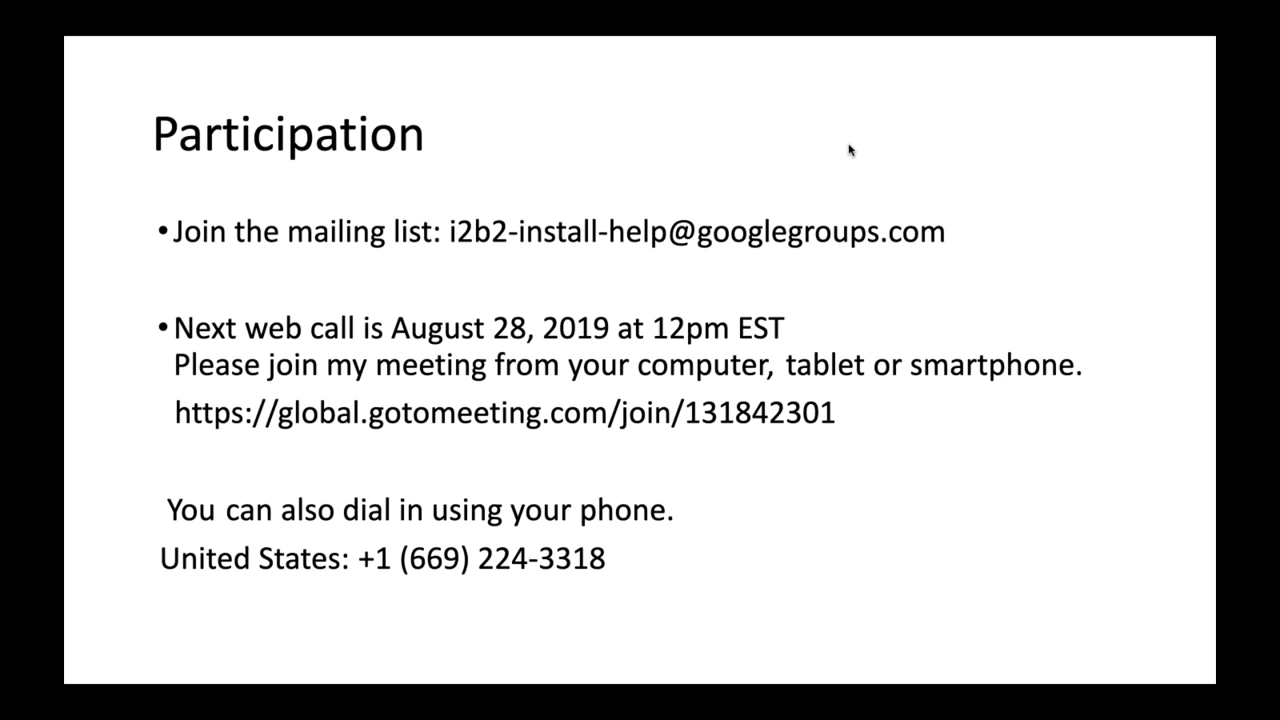 Participation
•Join the mailing list: i2b2-install-help@googlegroups.com
•Next web call is August 28, 2019 at 12pm EST
Please join my meeting from your computer, tablet or smartphone.
https://global.gotomeeting.com/join/131842301
You can also dial in using your phone.
United States: +1 (669) 224-3318